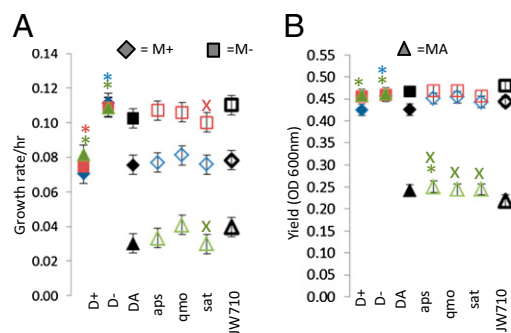 A
◆ = M+ ■ =M-
Growth rate/hr
0.14
0.12
0.10
0.08
0.06
0.04
0.02
0.00
* * * * X X
D+ D- DA aps qmo sat JW710
B
▲ =MA
Yield (OD 600nm)
0.55
0.50
0.45
0.40
0.35
0.30
0.25
0.20
0.15
0.10
0.05
0.00
* * * X * X X
D+ D- DA aps qmo sat JW710